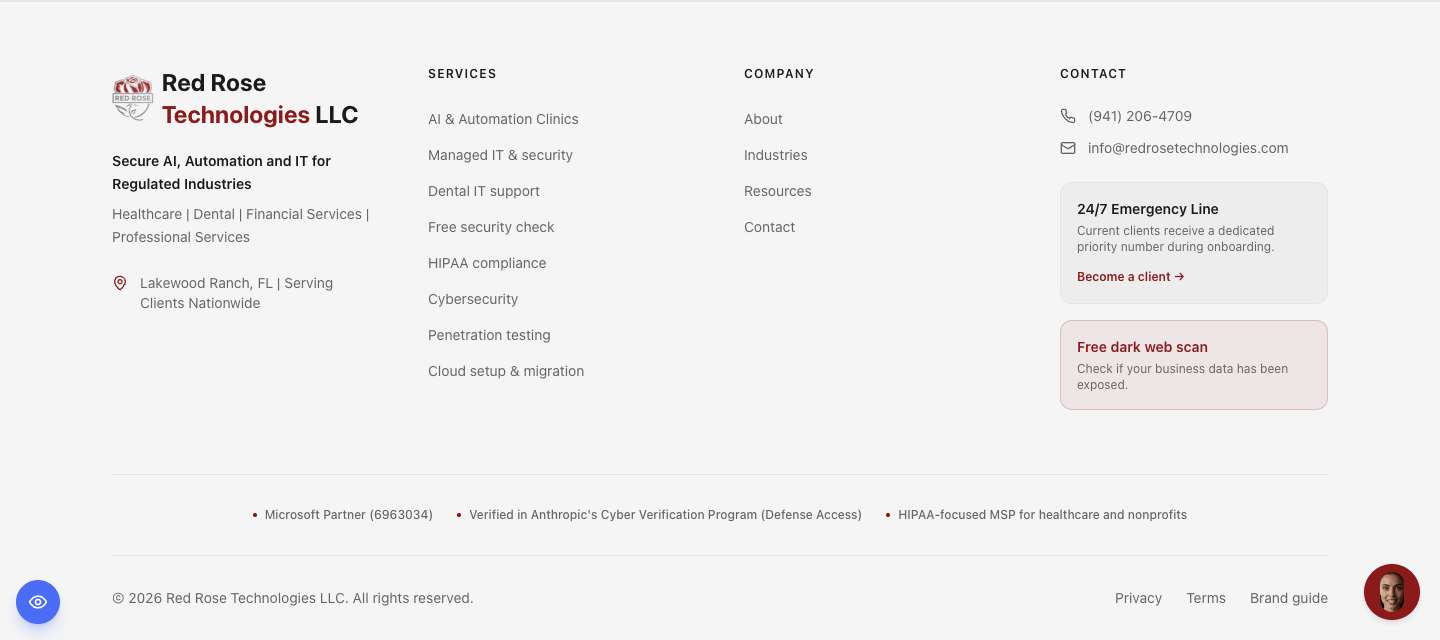 RED ROSE
Red Rose
Technologies LLC
Secure AI, Automation and IT for
Regulated Industries
Healthcare | Dental | Financial Services |
Professional Services
Lakewood Ranch, FL | Serving
Clients Nationwide
SERVICES
AI & Automation Clinics
Managed IT & security
Dental IT support
Free security check
HIPAA compliance
Cybersecurity
Penetration testing
Cloud setup & migration
COMPANY
About
Industries
Resources
Contact
CONTACT
(941) 206-4709
info@redrosetechnologies.com
24/7 Emergency Line
Current clients receive a dedicated
priority number during onboarding.
Become a client →
Free dark web scan
Check if your business data has been
exposed.
• Microsoft Partner (6963034) • Verified in Anthropic's Cyber Verification Program (Defense Access) • HIPAA-focused MSP for healthcare and nonprofits
© 2026 Red Rose Technologies LLC. All rights reserved.
Privacy Terms Brand guide